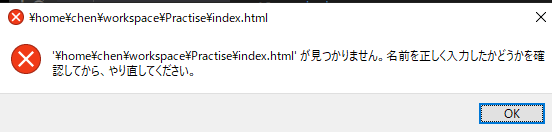 ¥home¥chen¥workspace¥Practise¥index.html
'¥home¥chen¥workspace¥Practise¥index.html' が見つかりません。名前を正しく入力したかどうかを確
認してから、やり直してください。
OK